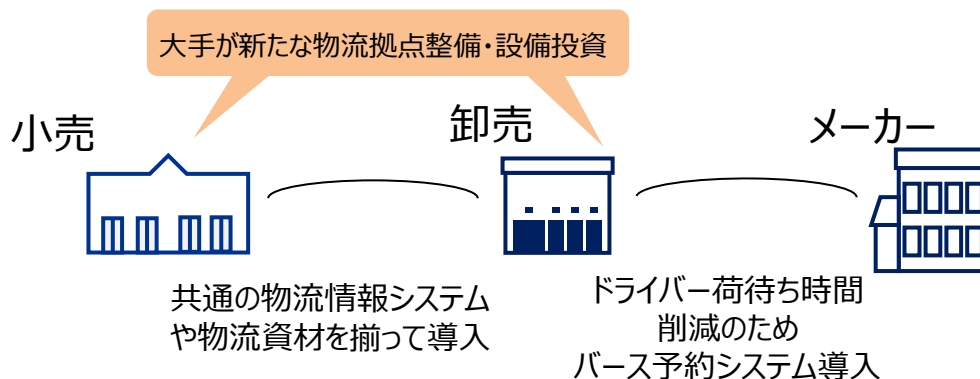 大手が新たな物流拠点整備・設備投資
小売
卸売
メーカー
共通の物流情報システム
や物流資材を揃って導入
ドライバー荷待ち時間
削減のため
バース予約システム導入